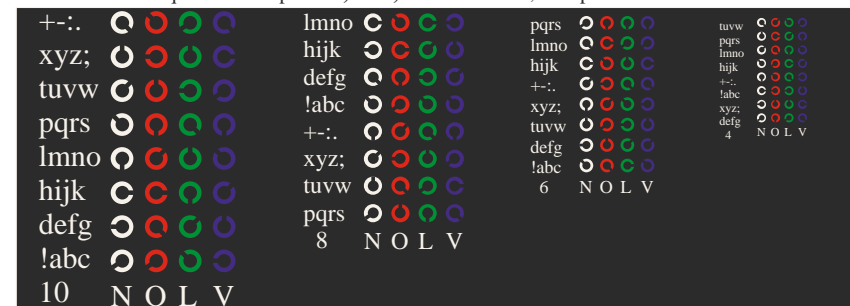 +-:.
xyz;
tuvw
pqrs
lmno
hijk
defg
!abc
10 N O L V
lmno
hijk
defg
!abc
+-:.
xyz;
tuvw
pqrs
8 N O L V
pqrs
lmno
hijk
+-:.
xyz;
tuvw
defg
!abc
6 N O L V
tuvw
pqrs
lmno
hijk
+-:.
!abc
xyz;
defg
4 N O L V